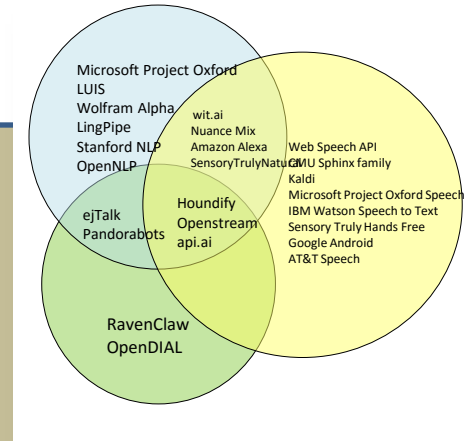 Microsoft Project Oxford
LUIS
Wolfram Alpha
LingPipe
Stanford NLP
OpenNLP
wit.ai
Nuance Mix
Amazon Alexa
SensoryTrulyNatural
Web Speech API
CMU Sphinx family
Kaldi
Microsoft Project Oxford Speech
IBM Watson Speech to Text
Sensory Truly Hands Free
Google Android
AT&T Speech
ejTalk
Pandorabots
Houndify
Openstream
api.ai
RavenClaw
OpenDIAL